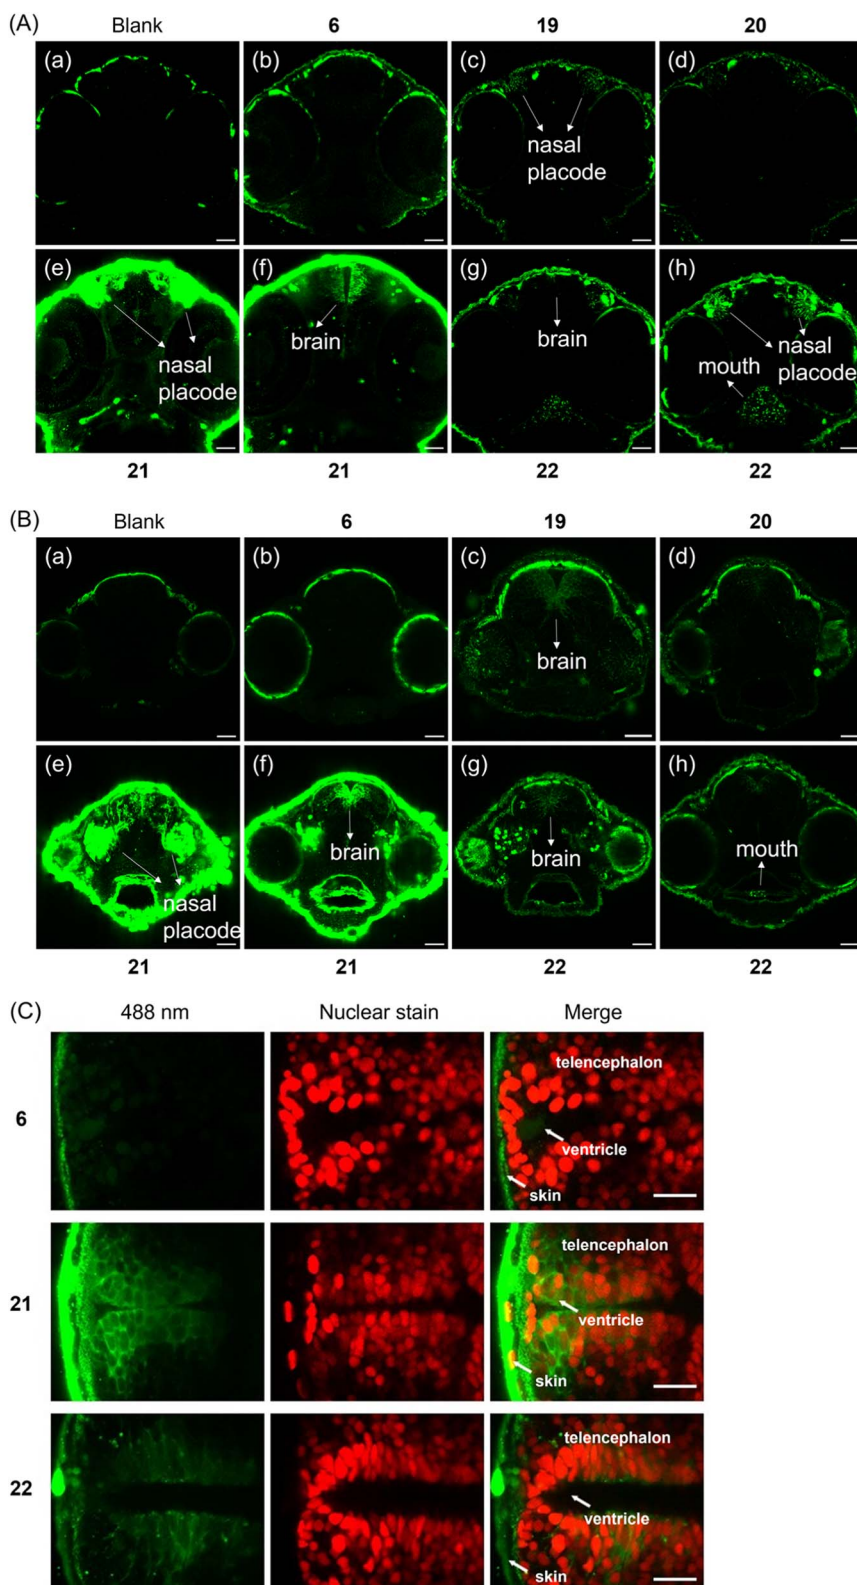 (A) Blank 6 19 20
(a) (b) (c) (d)
nasal
placode
(e) (f) (g) (h)
brain
brain
nasal
placode
mouth
nasal
placode
21 21 22 22
(B) Blank 6 19 20
(a) (b) (c) (d)
brain
(e) (f) (g) (h)
brain
brain
mouth
nasal
placode
21 21 22 22
(C) 488 nm Nuclear stain Merge
6
telencephalon
ventricle
skin
21
telencephalon
ventricle
skin
22
telencephalon
ventricle
skin